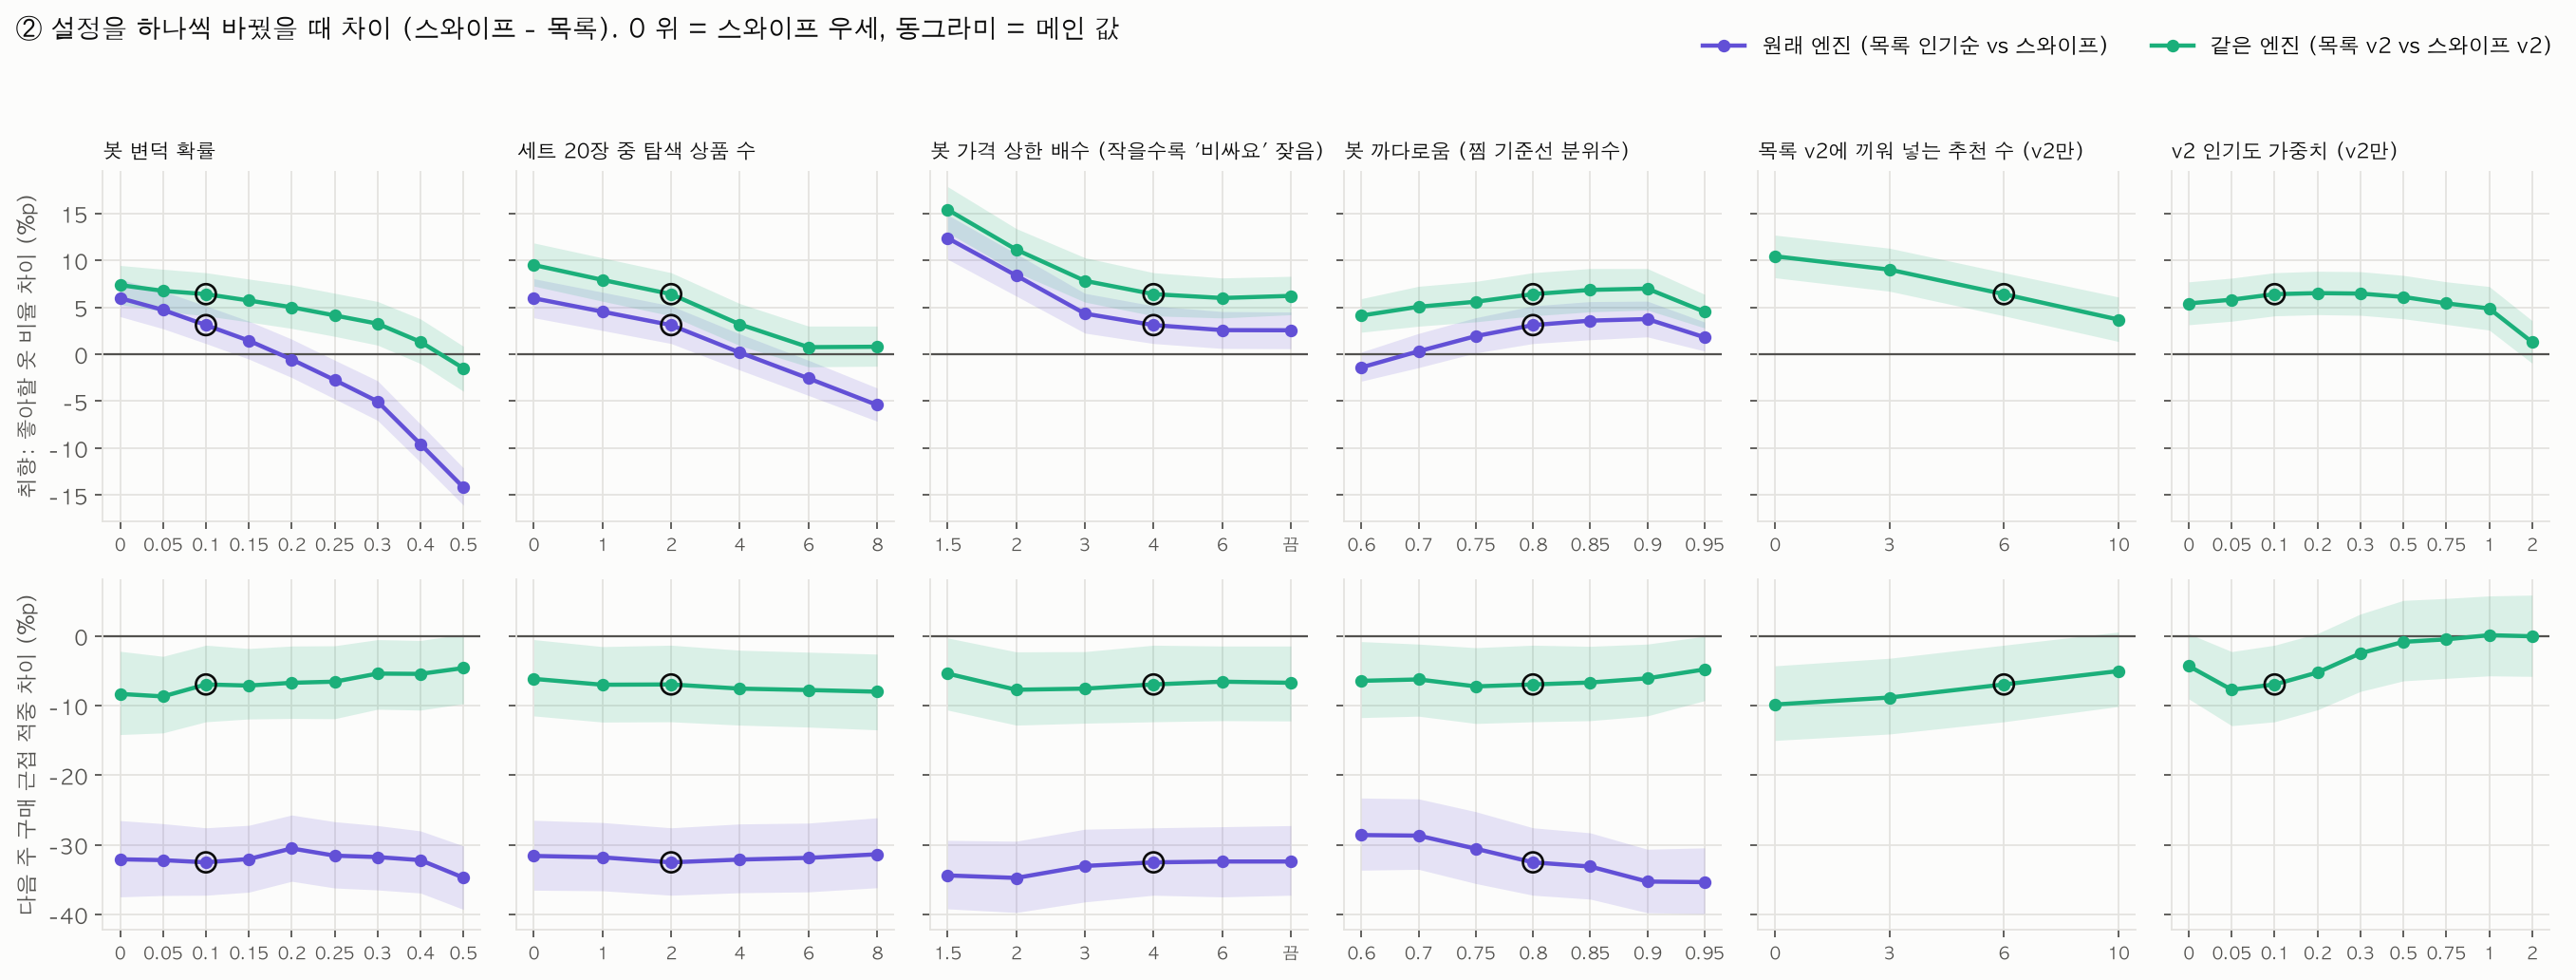 ② 설정을 하나씩 바꿨을 때 차이 (스와이프 - 목록). 0 위 = 스와이프 우세, 동그라미 = 메인 값
원래 엔진 (목록 인기순 vs 스와이프)
같은 엔진 (목록 v2 vs 스와이프 v2)
봇 변덕 확률
세트 20장 중 탐색 상품 수
봇 가격 상한 배수 (작을수록 '비싸요' 잦음)
봇 까다로움 (찜 기준선 분위수)
목록 v2에 끼워 넣는 추천 수 (v2만)
v2 인기도 가중치 (v2만)
취향: 좋아할 옷 비율 차이 (%p)
15
10
5
0
-5
-10
-15
0 0.05 0.1 0.15 0.2 0.25 0.3 0.4 0.5
0 1 2 4 6 8
1.5 2 3 4 6 끔
0.6 0.7 0.75 0.8 0.85 0.9 0.95
0 3 6 10
0 0.05 0.1 0.2 0.3 0.5 0.75 1 2
다음 주 구매 근접 적중 차이 (%p)
0
-10
-20
-30
-40
0 0.05 0.1 0.15 0.2 0.25 0.3 0.4 0.5
0 1 2 4 6 8
1.5 2 3 4 6 끔
0.6 0.7 0.75 0.8 0.85 0.9 0.95
0 3 6 10
0 0.05 0.1 0.2 0.3 0.5 0.75 1 2